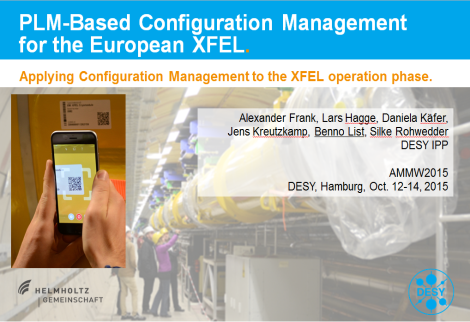 PLM-Based Configuration Management
for the European XFEL.
Applying Configuration Management to the XFEL operation phase.
Alexander Frank, Lars Hagge, Daniela Käfer,
Jens Kreutzkamp, Benno List, Silke Rohwedder
DESY IPP
AMMW2015
DESY, Hamburg, Oct. 12-14, 2015
HELMHOLTZ
GEMEINSCHAFT
DESY